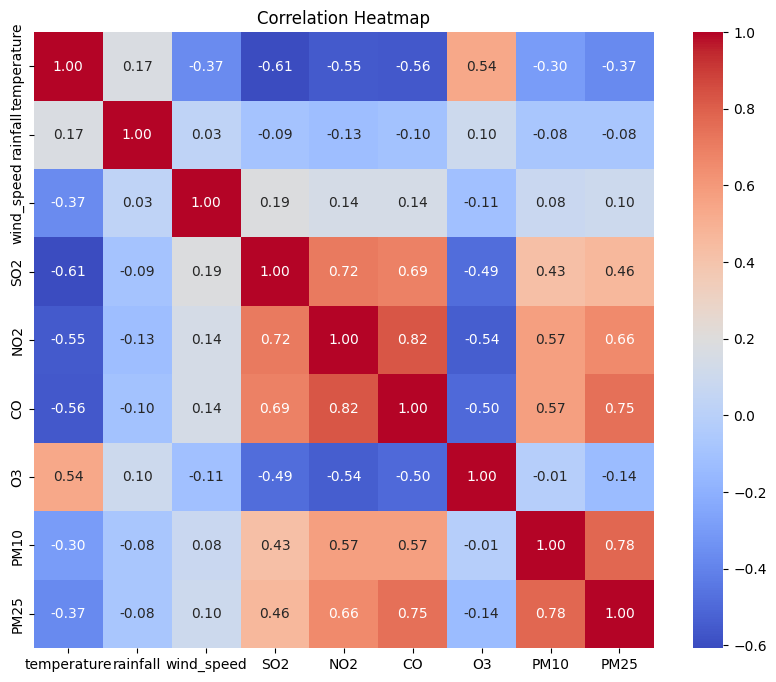 Correlation Heatmap
temperature 1.00 0.17 -0.37 -0.61 -0.55 -0.56 0.54 -0.30 -0.37
rainfall 0.17 1.00 0.03 -0.09 -0.13 -0.10 0.10 -0.08 -0.08
wind_speed -0.37 0.03 1.00 0.19 0.14 0.14 -0.11 0.08 0.10
SO2 -0.61 -0.09 0.19 1.00 0.72 0.69 -0.49 0.43 0.46
NO2 -0.55 -0.13 0.14 0.72 1.00 0.82 -0.54 0.57 0.66
CO -0.56 -0.10 0.14 0.69 0.82 1.00 -0.50 0.57 0.75
O3 0.54 0.10 -0.11 -0.49 -0.54 -0.50 1.00 -0.01 -0.14
PM10 -0.30 -0.08 0.08 0.43 0.57 0.57 -0.01 1.00 0.78
PM25 -0.37 -0.08 0.10 0.46 0.66 0.75 -0.14 0.78 1.00
temperature rainfall wind_speed SO2 NO2 CO O3 PM10 PM25
1.0
0.8
0.6
0.4
0.2
0.0
−0.2
−0.4
−0.6